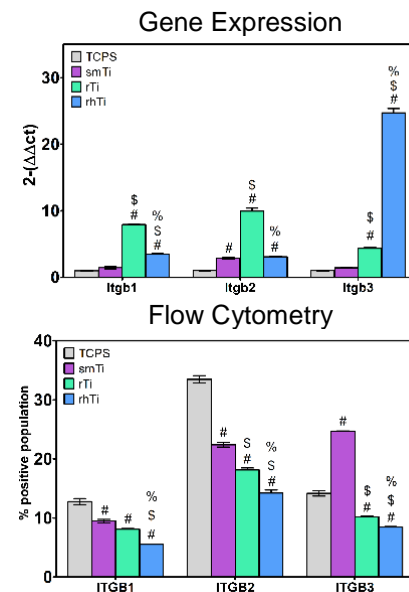 Gene Expression
TCPS
smTi
rTi
rhTi
2-(ΔΔct)
30
20
10
0
$
#
%
S
#
#
S
#
%
#
$
#
%
$
#
Itgb1 Itgb2 Itgb3
Flow Cytometry
TCPS
smTi
rTi
rhTi
% positive population
40
30
20
10
0
#
#
%
S
#
#
S
#
%
S
#
#
$
#
%
$
#
ITGB1 ITGB2 ITGB3